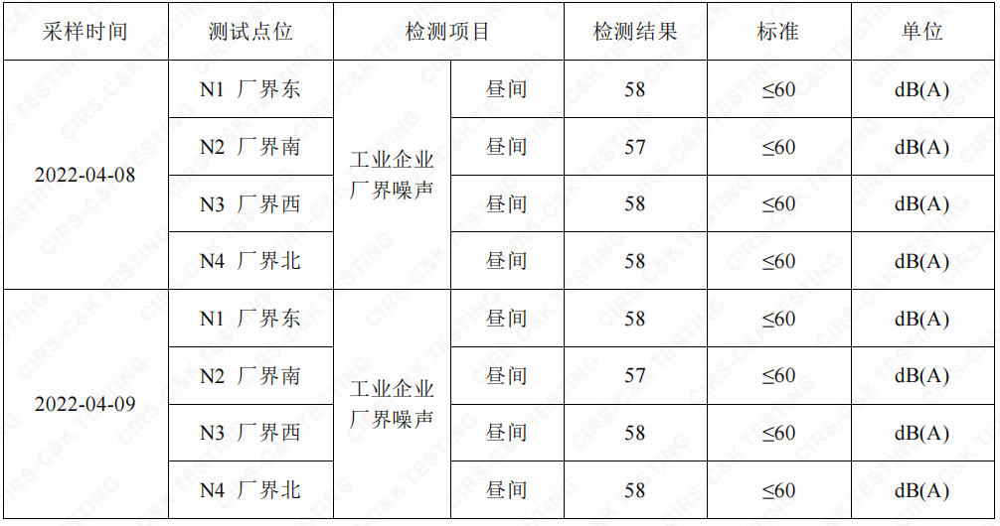 采样时间 测试点位 检测项目 检测结果 标准 单位
N1 厂界东 昼间 58 ≤60 dB(A)
N2 厂界南 昼间 57 ≤60 dB(A)
2022-04-08 工业企业
厂界噪声
N3 厂界西 昼间 58 ≤60 dB(A)
N4 厂界北 昼间 58 ≤60 dB(A)
N1 厂界东 昼间 58 ≤60 dB(A)
N2 厂界南 昼间 57 ≤60 dB(A)
2022-04-09 工业企业
厂界噪声
N3 厂界西 昼间 58 ≤60 dB(A)
N4 厂界北 昼间 58 ≤60 dB(A)
CIRS-C&K TESTING